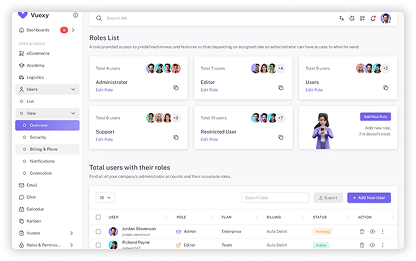 Vuexy
Search ⌘K
Dashboards
5
APPS & PAGES
eCommerce
Academy
Logistics
Users
List
View
Overview
Security
Billing & Plans
Notifications
Connection
Email
Chat
Calendar
Kanban
Invoice
Roles & Permiss...
Roles List
A role provided access to predefined menus and features so that depending on assigned role an administrator can have access to what he need
Total 4 users
Administrator
Edit Role
Total 7 users
+4
Editor
Edit Role
Total 5 users
+2
Users
Edit Role
Total 6 users
+3
Support
Edit Role
Total 10 users
+7
Restricted User
Edit Role
Add New Role
Add new role,
if it doesn't exist.
Total users with their roles
Find all of your company's administrator accounts and their associate roles.
10
Search User
Export
+ Add New User
USER
ROLE
PLAN
BILLING
STATUS
ACTION
Jordan Stevenson
Admin
Enterprise
Auto Debit
Pending
Richard Payne
Editor
Team
Auto Debit
Active